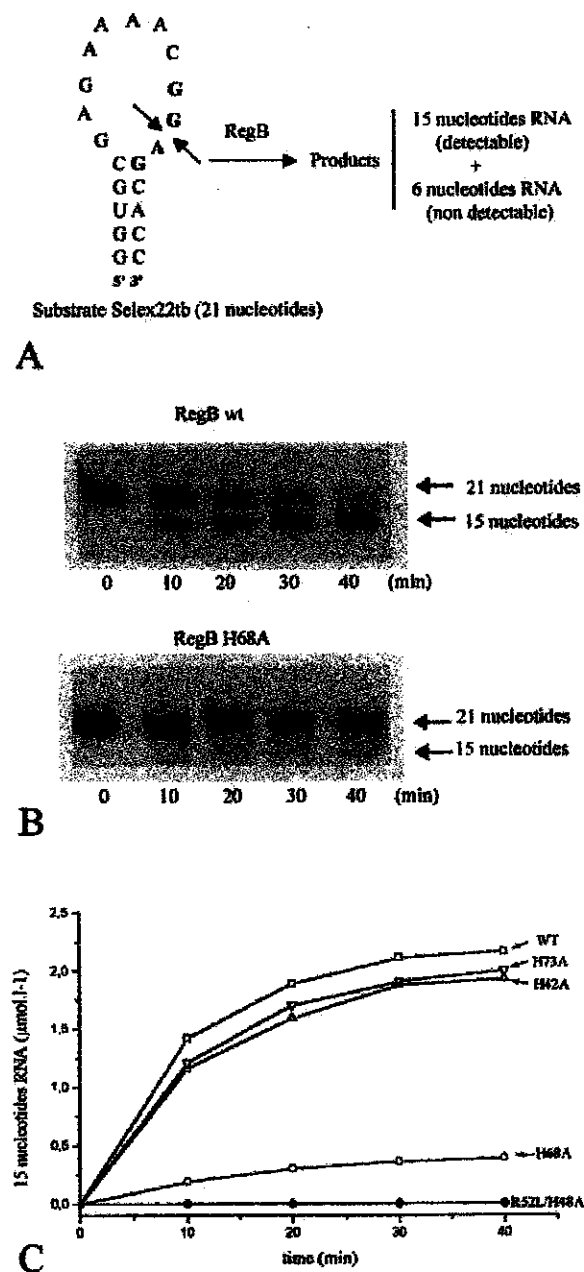 A A A
A C
G G
A G
G A
RegB
Products
15 nucleotides RNA
(detectable)
+
6 nucleotides RNA
(non detectable)
C G
G C
U A
G C
G C
5' 3'
Substrate Selex22tb (21 nucleotides)
A
RegB wt
21 nucleotides
15 nucleotides
0 10 20 30 40 (min)
RegB H68A
21 nucleotides
15 nucleotides
0 10 20 30 40 (min)
B
15 nucleotides RNA (µmol.l-1)
2,5
2,0
1,5
1,0
0,5
0,0
WT
H73A
H42A
H68A
R52L/H48A
0 10 20 30 40
time (min)
C